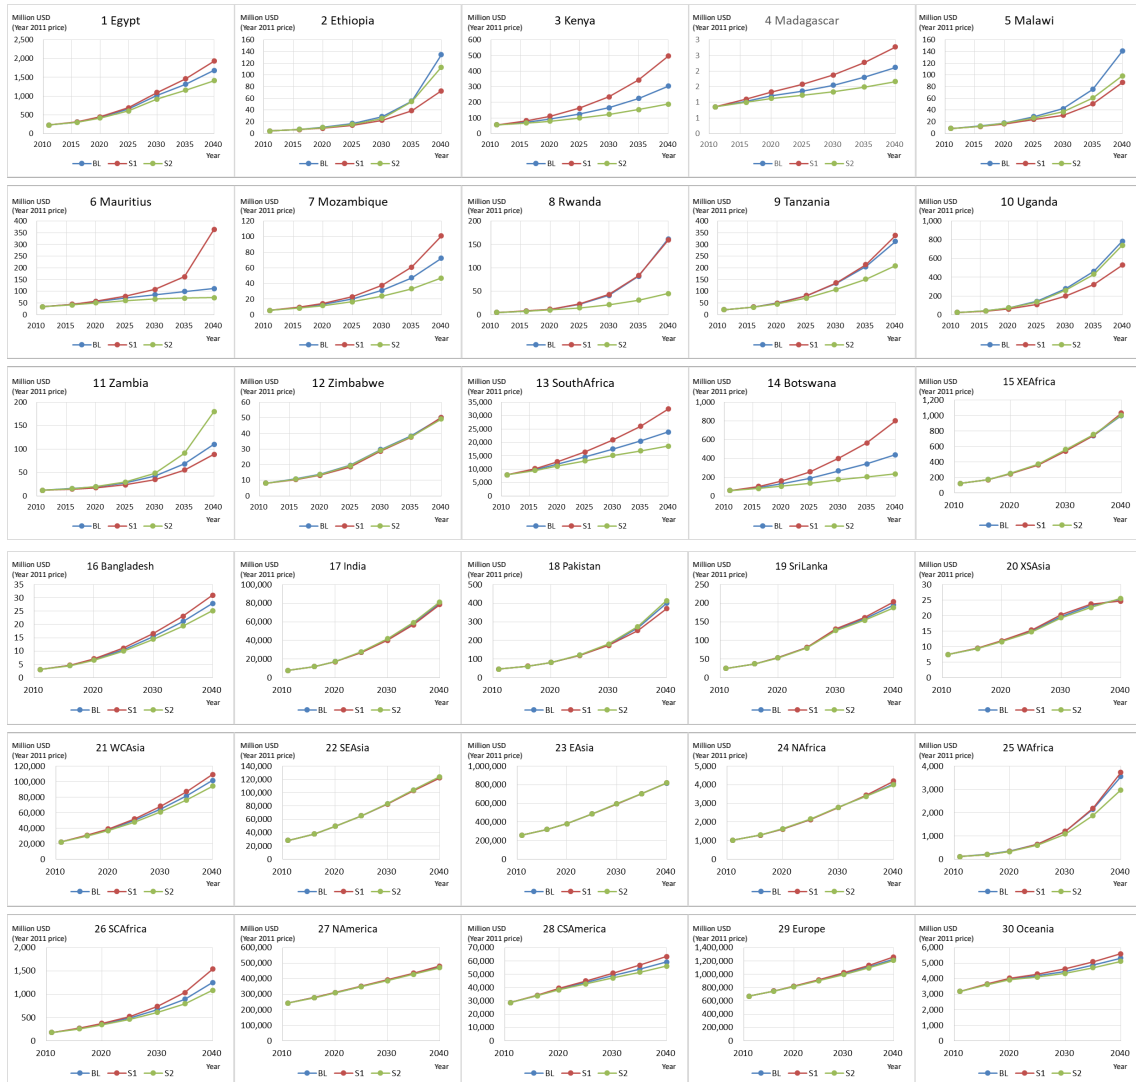 Million USD
(Year 2011 price)
1 Egypt
2,500
2,000
1,500
1,000
500
0
2010 2015 2020 2025 2030 2035 2040
Year
BL S1 S2
Million USD
(Year 2011 price)
2 Ethiopia
160
140
120
100
80
60
40
20
0
2010 2015 2020 2025 2030 2035 2040
Year
BL S1 S2
Million USD
(Year 2011 price)
3 Kenya
600
500
400
300
200
100
0
2010 2015 2020 2025 2030 2035 2040
Year
BL S1 S2
Million USD
(Year 2011 price)
4 Madagascar
3
3
2
2
1
1
0
2010 2015 2020 2025 2030 2035 2040
Year
BL S1 S2
Million USD
(Year 2011 price)
5 Malawi
160
140
120
100
80
60
40
20
0
2010 2015 2020 2025 2030 2035 2040
Year
BL S1 S2
Million USD
(Year 2011 price)
6 Mauritius
400
350
300
250
200
150
100
50
0
2010 2015 2020 2025 2030 2035 2040
Year
BL S1 S2
Million USD
(Year 2011 price)
7 Mozambique
120
100
80
60
40
20
0
2010 2015 2020 2025 2030 2035 2040
Year
BL S1 S2
Million USD
(Year 2011 price)
8 Rwanda
200
150
100
50
0
2010 2015 2020 2025 2030 2035 2040
Year
BL S1 S2
Million USD
(Year 2011 price)
9 Tanzania
400
350
300
250
200
150
100
50
0
2010 2015 2020 2025 2030 2035 2040
Year
BL S1 S2
Million USD
(Year 2011 price)
10 Uganda
1,000
800
600
400
200
0
2010 2015 2020 2025 2030 2035 2040
Year
BL S1 S2
Million USD
(Year 2011 price)
11 Zambia
200
150
100
50
0
2010 2015 2020 2025 2030 2035 2040
Year
BL S1 S2
Million USD
(Year 2011 price)
12 Zimbabwe
60
50
40
30
20
10
0
2010 2015 2020 2025 2030 2035 2040
Year
BL S1 S2
Million USD
(Year 2011 price)
13 SouthAfrica
35,000
30,000
25,000
20,000
15,000
10,000
5,000
0
2010 2015 2020 2025 2030 2035 2040
Year
BL S1 S2
Million USD
(Year 2011 price)
14 Botswana
1,000
800
600
400
200
0
2010 2015 2020 2025 2030 2035 2040
Year
BL S1 S2
Million USD
(Year 2011 price)
15 XEAfrica
1,200
1,000
800
600
400
200
0
2010 2020 2030 2040
Year
BL S1 S2
Million USD
(Year 2011 price)
16 Bangladesh
35
30
25
20
15
10
5
0
2010 2020 2030 2040
Year
BL S1 S2
Million USD
(Year 2011 price)
17 India
100,000
80,000
60,000
40,000
20,000
0
2010 2020 2030 2040
Year
BL S1 S2
Million USD
(Year 2011 price)
18 Pakistan
500
400
300
200
100
0
2010 2020 2030 2040
Year
BL S1 S2
Million USD
(Year 2011 price)
19 SriLanka
250
200
150
100
50
0
2010 2020 2030 2040
Year
BL S1 S2
Million USD
(Year 2011 price)
20 XSAsia
30
25
20
15
10
5
0
2010 2020 2030 2040
Year
BL S1 S2
Million USD
(Year 2011 price)
21 WCAsia
120,000
100,000
80,000
60,000
40,000
20,000
0
2010 2020 2030 2040
Year
BL S1 S2
Million USD
(Year 2011 price)
22 SEAsia
140,000
120,000
100,000
80,000
60,000
40,000
20,000
0
2010 2020 2030 2040
Year
BL S1 S2
Million USD
(Year 2011 price)
23 EAsia
1,000,000
800,000
600,000
400,000
200,000
0
2010 2020 2030 2040
Year
BL S1 S2
Million USD
(Year 2011 price)
24 NAfrica
5,000
4,000
3,000
2,000
1,000
0
2010 2020 2030 2040
Year
BL S1 S2
Million USD
(Year 2011 price)
25 WAfrica
4,000
3,000
2,000
1,000
0
2010 2020 2030 2040
Year
BL S1 S2
Million USD
(Year 2011 price)
26 SCAfrica
2,000
1,500
1,000
500
0
2010 2020 2030 2040
Year
BL S1 S2
Million USD
(Year 2011 price)
27 NAmerica
600,000
500,000
400,000
300,000
200,000
100,000
0
2010 2020 2030 2040
Year
BL S1 S2
Million USD
(Year 2011 price)
28 CSAmerica
70,000
60,000
50,000
40,000
30,000
20,000
10,000
0
2010 2020 2030 2040
Year
BL S1 S2
Million USD
(Year 2011 price)
29 Europe
1,400,000
1,200,000
1,000,000
800,000
600,000
400,000
200,000
0
2010 2020 2030 2040
Year
BL S1 S2
Million USD
(Year 2011 price)
30 Oceania
6,000
5,000
4,000
3,000
2,000
1,000
0
2010 2020 2030 2040
Year
BL S1 S2